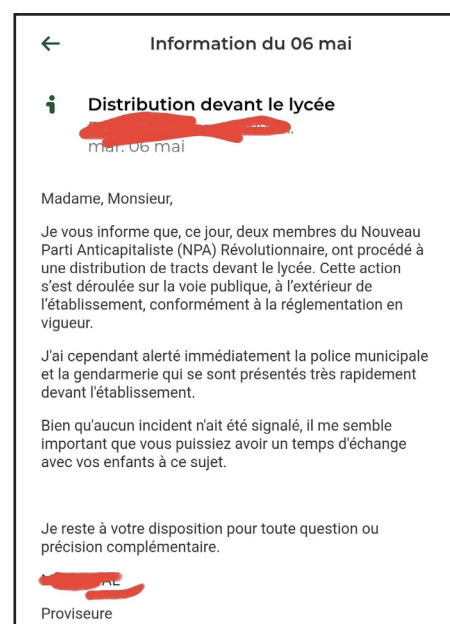 Information du 06 mai
Distribution devant le lycée
mar. 06 mai
Madame, Monsieur,
Je vous informe que, ce jour, deux membres du Nouveau
Parti Anticapitaliste (NPA) Révolutionnaire, ont procédé à
une distribution de tracts devant le lycée. Cette action
s'est déroulée sur la voie publique, à l'extérieur de
l'établissement, conformément à la réglementation en
vigueur.
J'ai cependant alerté immédiatement la police municipale
et la gendarmerie qui se sont présentés très rapidement
devant l'établissement.
Bien qu'aucun incident n'ait été signalé, il me semble
important que vous puissiez avoir un temps d'échange
avec vos enfants à ce sujet.
Je reste à votre disposition pour toute question ou
précision complémentaire.
Proviseure